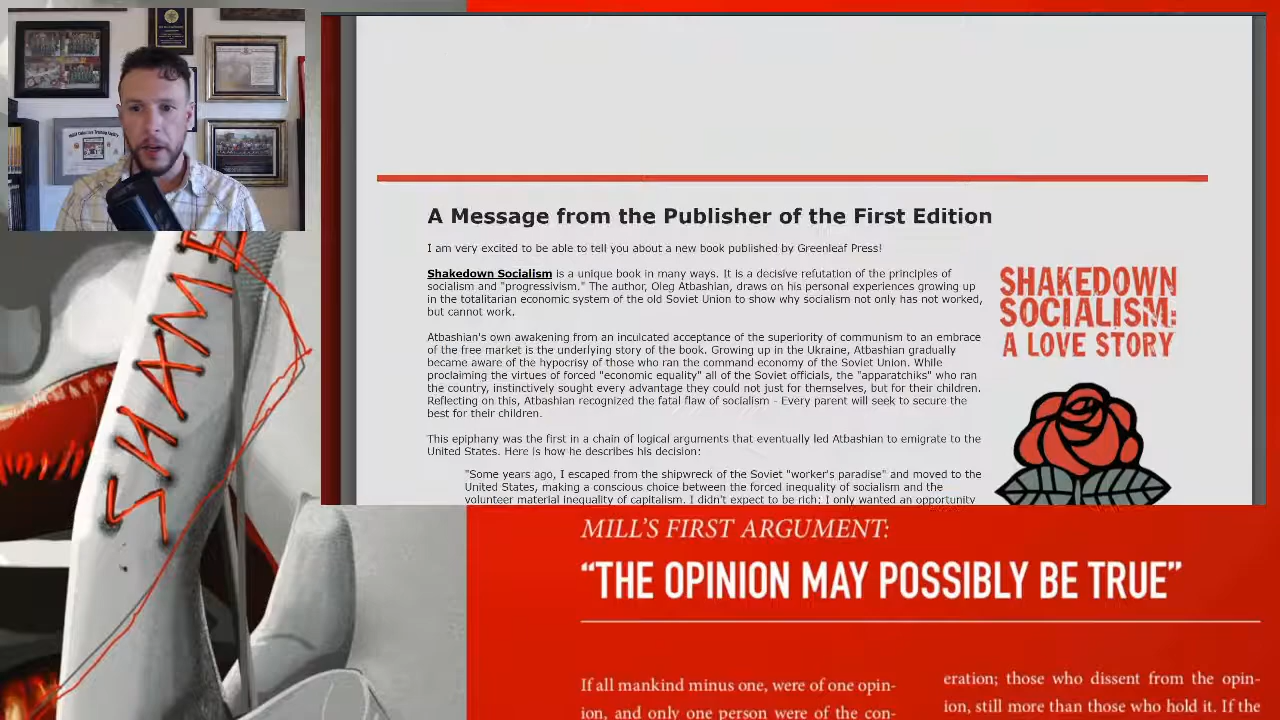 A Message from the Publisher of the First Edition
I am very excited to be able to tell you about a new book published by Greenleaf Press!
Shakedown Socialism is a unique book in many ways. It is a decisive refutation of the principles of
socialism and "progressivism." The author, Oleg Atbashian, draws on his personal experiences growing up
in the totalitarian economic system of the old Soviet Union to show why socialism not only has not worked,
but cannot work.
Atbashian's own awakening from an inculcated acceptance of the superiority of communism to an embrace
of the free market is the underlying story of the book. Growing up in the Ukraine, Atbashian gradually
became aware of the hypocrisy of those who ran the command economy of the Soviet Union. While
proclaiming the virtues of forced "economic equality" all of the Soviet officials, the "apparatchiks" who ran
the country, instinctively sought every advantage they could not just for themselves, but for their children.
Reflecting on this, Atbashian recognized the fatal flaw of socialism - Every parent will seek to secure the
best for their children.
This epiphany was the first in a chain of logical arguments that eventually led Atbashian to emigrate to the
United States. Here is how he describes his decision:
"Some years ago, I escaped from the shipwreck of the Soviet "worker's paradise" and moved to the
United States, making a conscious choice between the forced inequality of socialism and the
volunteer material inequality of capitalism. I didn't expect to be rich; I only wanted an opportunity
SHAKEDOWN
SOCIALISM:
A LOVE STORY
SHAME
MILL'S FIRST ARGUMENT:
“THE OPINION MAY POSSIBLY BE TRUE”
If all mankind minus one, were of one opin-
ion, and only one person were of the con-
eration; those who dissent from the opin-
ion, still more than those who hold it. If the